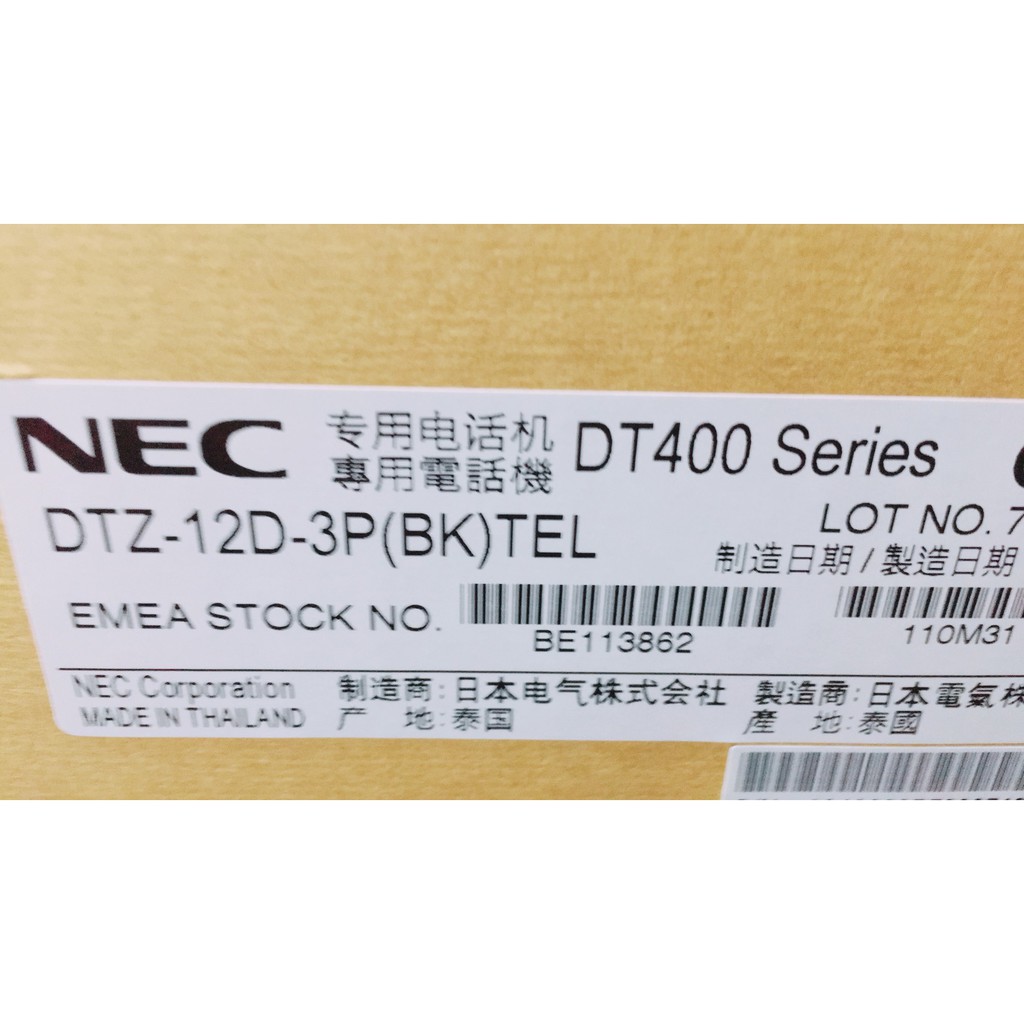 NEC 专用电话机 DT400 Series
專用電話機
DTZ-12D-3P(BK)TEL
LOT NO. 7
制造日期 / 製造日期
EMEA STOCK NO.
BE113862
110M31
NEC Corporation 制造商:日本电气株式会社 製造商:日本電氣株
MADE IN THAILAND 产 地:泰国 產 地:泰國